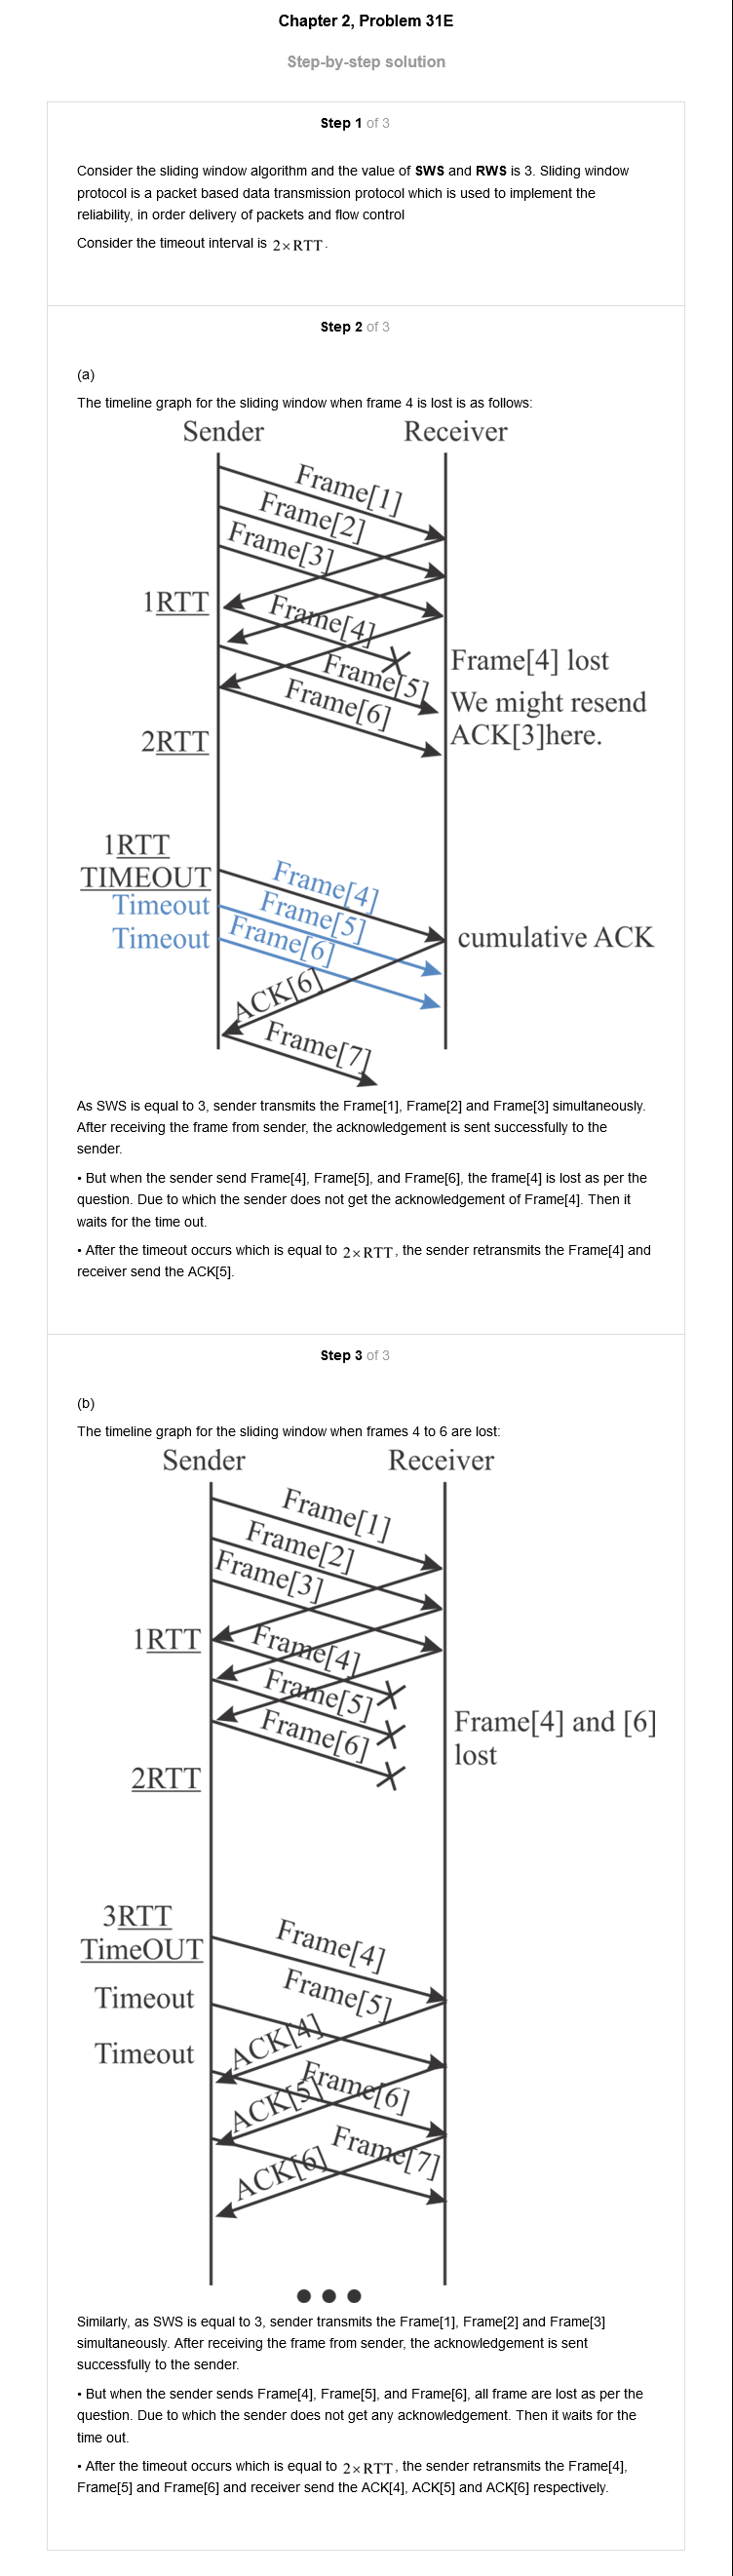 Chapter 2, Problem 31E
Step-by-step solution
Step 1 of 3
Consider the sliding window algorithm and the value of SWS and RWS is 3. Sliding window
protocol is a packet based data transmission protocol which is used to implement the
reliability, in order delivery of packets and flow control
Consider the timeout interval is 2×RTT.
Step 2 of 3
(a)
The timeline graph for the sliding window when frame 4 is lost is as follows:
Sender Receiver
Frame[1]
Frame[2]
Frame[3]
1RTT
Frame[4]
Frame[4] lost
Frame[5]
Frame[6]
We might resend
ACK[3]here.
2RTT
1RTT
TIMEOUT
Frame[4]
Timeout
Frame[5]
Timeout
Frame[6]
cumulative ACK
ACK[6]
Frame[7]
As SWS is equal to 3, sender transmits the Frame[1], Frame[2] and Frame[3] simultaneously.
After receiving the frame from sender, the acknowledgement is sent successfully to the
sender.
• But when the sender send Frame[4], Frame[5], and Frame[6], the frame[4] is lost as per the
question. Due to which the sender does not get the acknowledgement of Frame[4]. Then it
waits for the time out.
• After the timeout occurs which is equal to 2×RTT, the sender retransmits the Frame[4] and
receiver send the ACK[5].
Step 3 of 3
(b)
The timeline graph for the sliding window when frames 4 to 6 are lost:
Sender Receiver
Frame[1]
Frame[2]
Frame[3]
1RTT
Frame[4]
Frame[5]
Frame[6]
Frame[4] and [6]
lost
2RTT
3RTT
TimeOUT
Frame[4]
Timeout
Frame[5]
Timeout
ACK[4]
Frame[6]
ACK[5]
Frame[7]
ACK[6]
Similarly, as SWS is equal to 3, sender transmits the Frame[1], Frame[2] and Frame[3]
simultaneously. After receiving the frame from sender, the acknowledgement is sent
successfully to the sender.
• But when the sender sends Frame[4], Frame[5], and Frame[6], all frame are lost as per the
question. Due to which the sender does not get any acknowledgement. Then it waits for the
time out.
• After the timeout occurs which is equal to 2×RTT, the sender retransmits the Frame[4],
Frame[5] and Frame[6] and receiver send the ACK[4], ACK[5] and ACK[6] respectively.